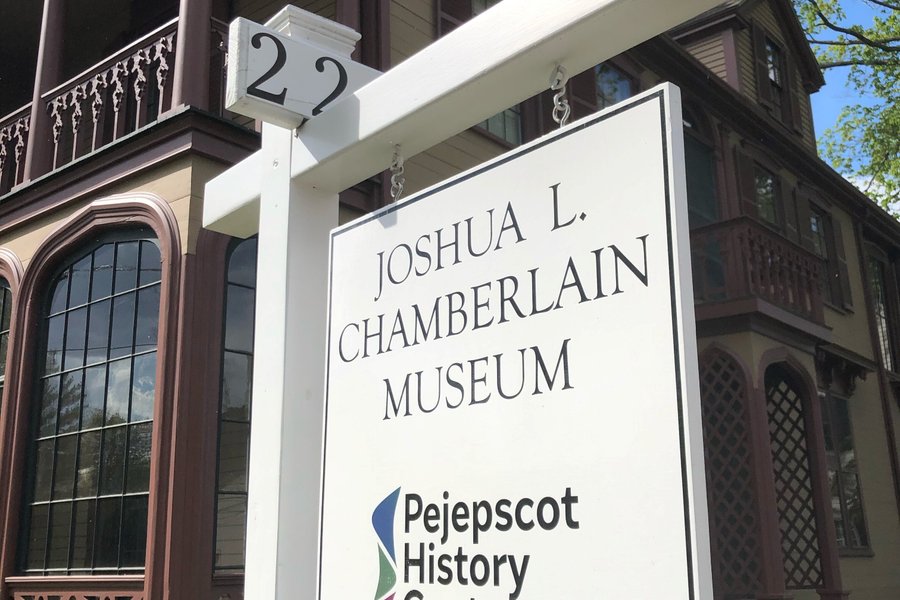 22
JOSHUA L.
CHAMBERLAIN
MUSEUM
Pejepscot
History